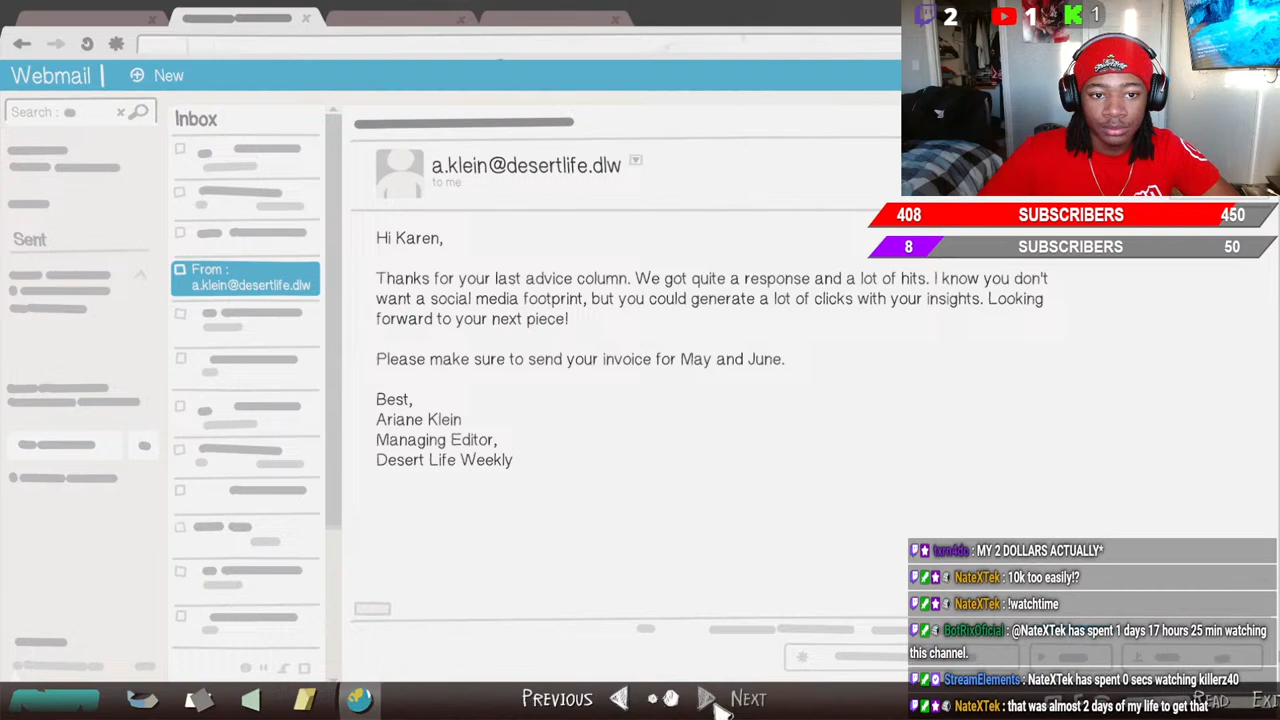 2
1
1
Webmail
New
Search :
Inbox
a.klein@desertlife.dlw
to me
Sent
From :
a.klein@desertlife.dlw
Hi Karen,
Thanks for your last advice column. We got quite a response and a lot of hits. I know you don't
want a social media footprint, but you could generate a lot of clicks with your insights. Looking
forward to your next piece!
Please make sure to send your invoice for May and June.
Best,
Ariane Klein
Managing Editor,
Desert Life Weekly
408 SUBSCRIBERS 450
8 SUBSCRIBERS 50
txrn4do : MY 2 DOLLARS ACTUALLY*
NateXTek : 10k too easily!?
NateXTek : !watchtime
BotRixOficial : @NateXTek has spent 1 days 17 hours 25 min watching
this channel.
StreamElements : NateXTek has spent 0 secs watching killerz40
NateXTek : that was almost 2 days of my life to get that
PREVIOUS
NEXT
READ
EXI